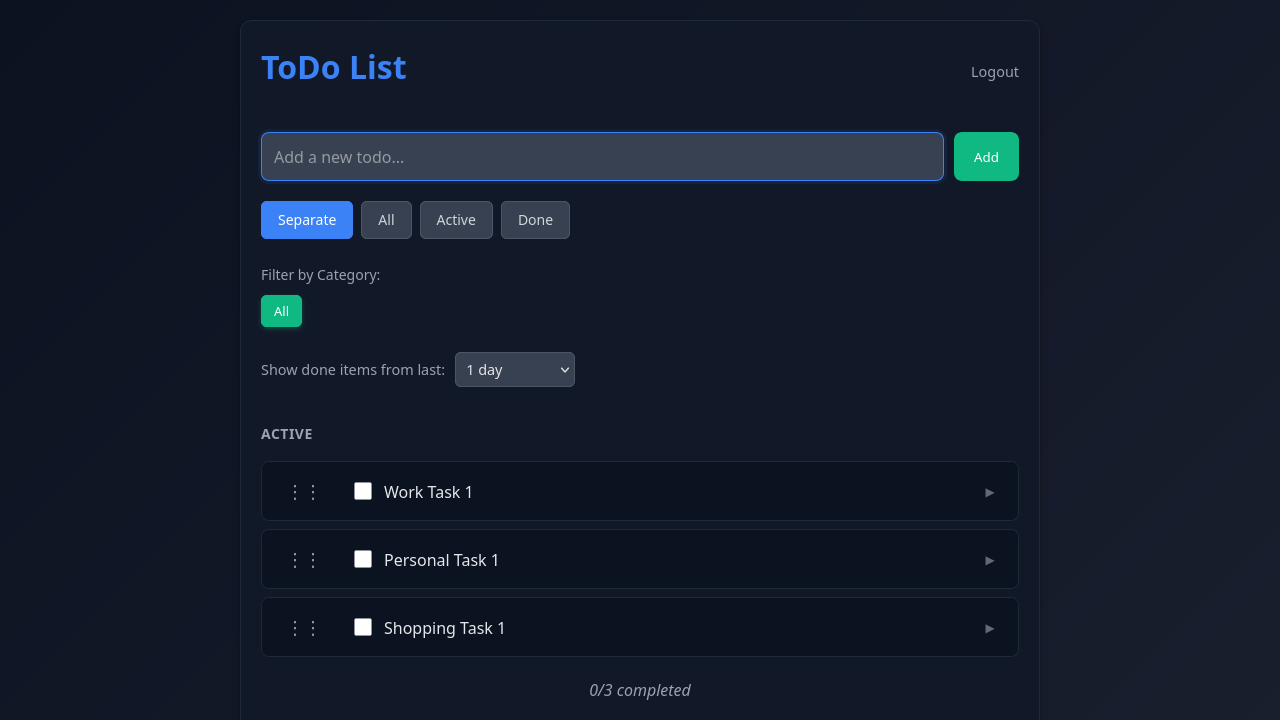 ToDo List
Logout
Add a new todo...
Add
Separate
All
Active
Done
Filter by Category:
All
Show done items from last:
1 day
ACTIVE
Work Task 1
Personal Task 1
Shopping Task 1
0/3 completed